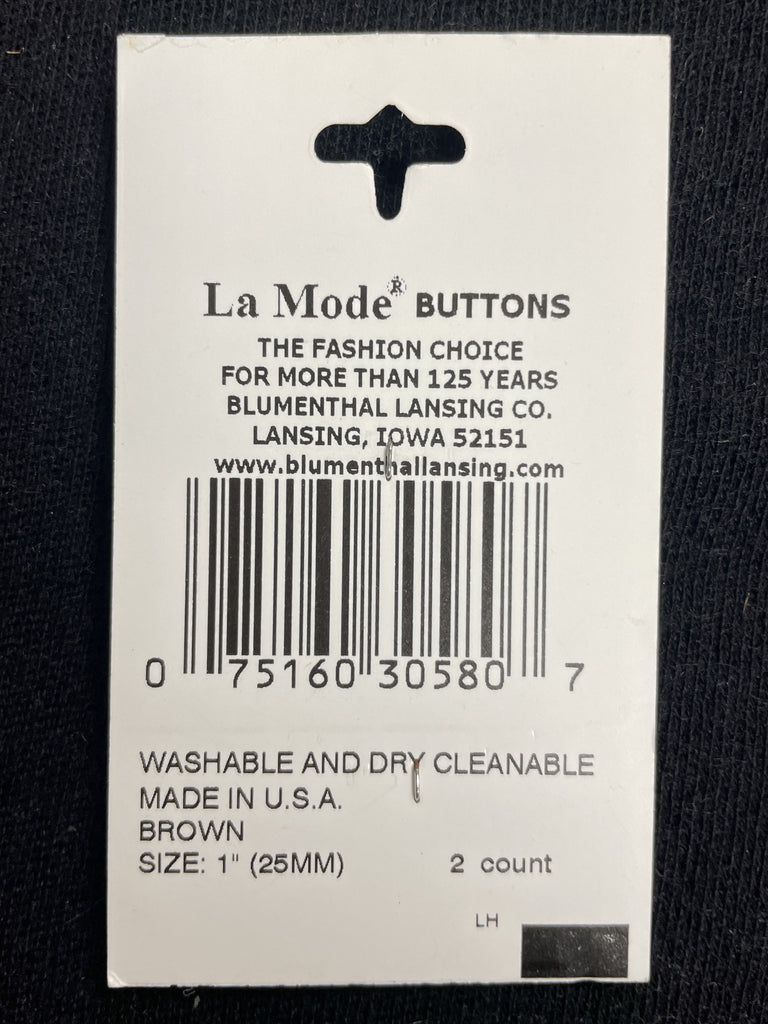 La Mode® BUTTONS
THE FASHION CHOICE
FOR MORE THAN 125 YEARS
BLUMENTHAL LANSING CO.
LANSING, IOWA 52151
www.blumenthallansing.com
0 75160 30580 7
WASHABLE AND DRY CLEANABLE
MADE IN U.S.A.
BROWN
SIZE: 1" (25MM) 2 count
LH